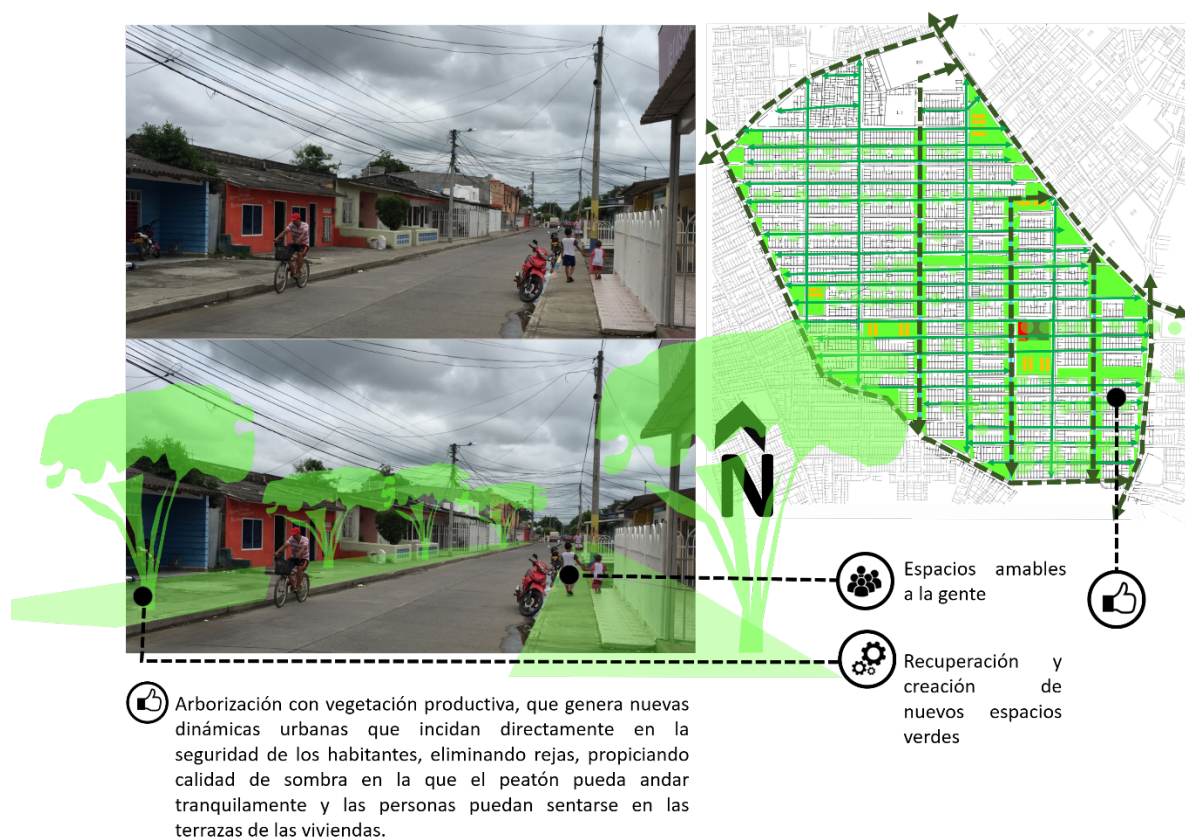 N
Espacios amables
a la gente
Recuperación y
creación de
nuevos espacios
verdes
Arborización con vegetación productiva, que genera nuevas
dinámicas urbanas que incidan directamente en la
seguridad de los habitantes, eliminando rejas, propiciando
calidad de sombra en la que el peatón pueda andar
tranquilamente y las personas puedan sentarse en las
terrazas de las viviendas.